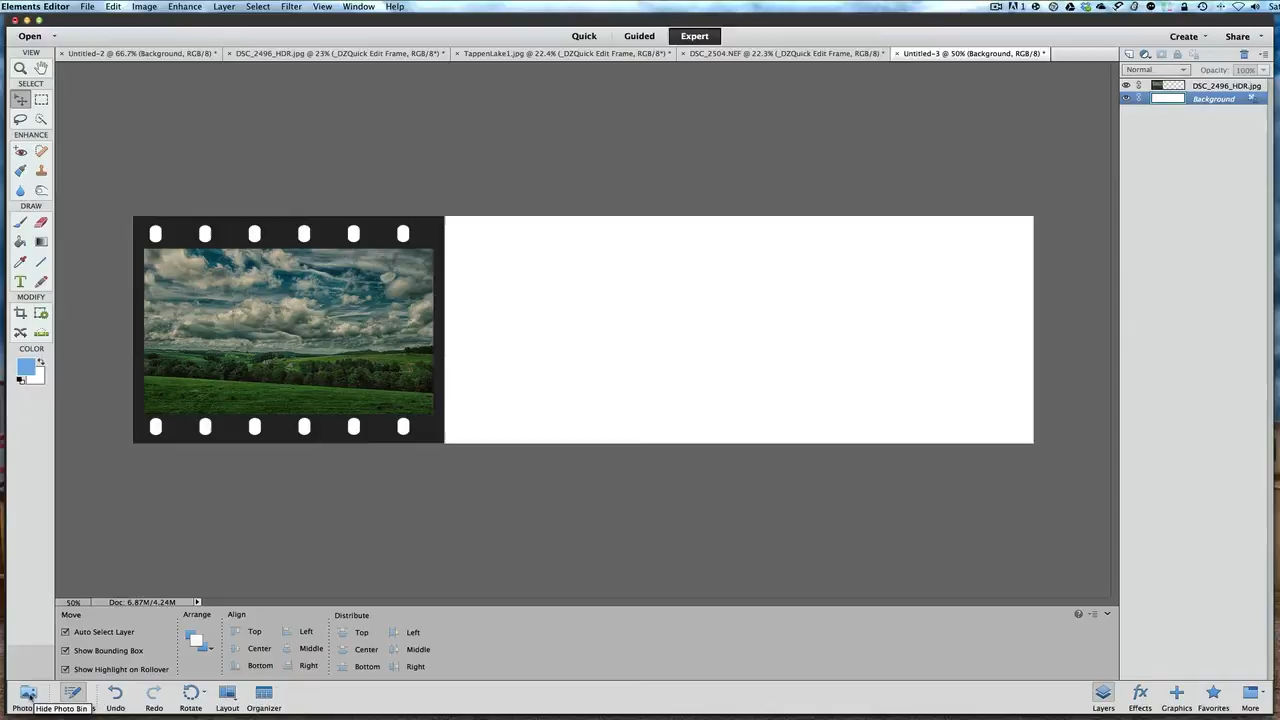 Elements Editor File Edit Image Enhance Layer Select Filter View Window Help
Open Quick Guided Expert Create Share
VIEW × Untitled-2 @ 66.7% (Background, RGB/8) * × DSC_2496_HDR.jpg @ 23% (_DZQuick Edit Frame, RGB/8*) * × TappenLake1.jpg @ 22.4% (_DZQuick Edit Frame, RGB/8*) * × DSC_2504.NEF @ 22.3% (_DZQuick Edit Frame, RGB/8) * × Untitled-3 @ 50% (Background, RGB/8) *
Normal Opacity: 100%
SELECT
DSC_2496_HDR.jpg
Background
ENHANCE
DRAW
T
MODIFY
COLOR
50% Doc: 6.87M/4.24M
Move Arrange Align Distribute
Auto Select Layer Top Left Top Left
Show Bounding Box Center Middle Center Middle
Show Highlight on Rollover Bottom Right Bottom Right
Photo Hide Photo Bin Undo Redo Rotate Layout Organizer Layers Effects Graphics Favorites More